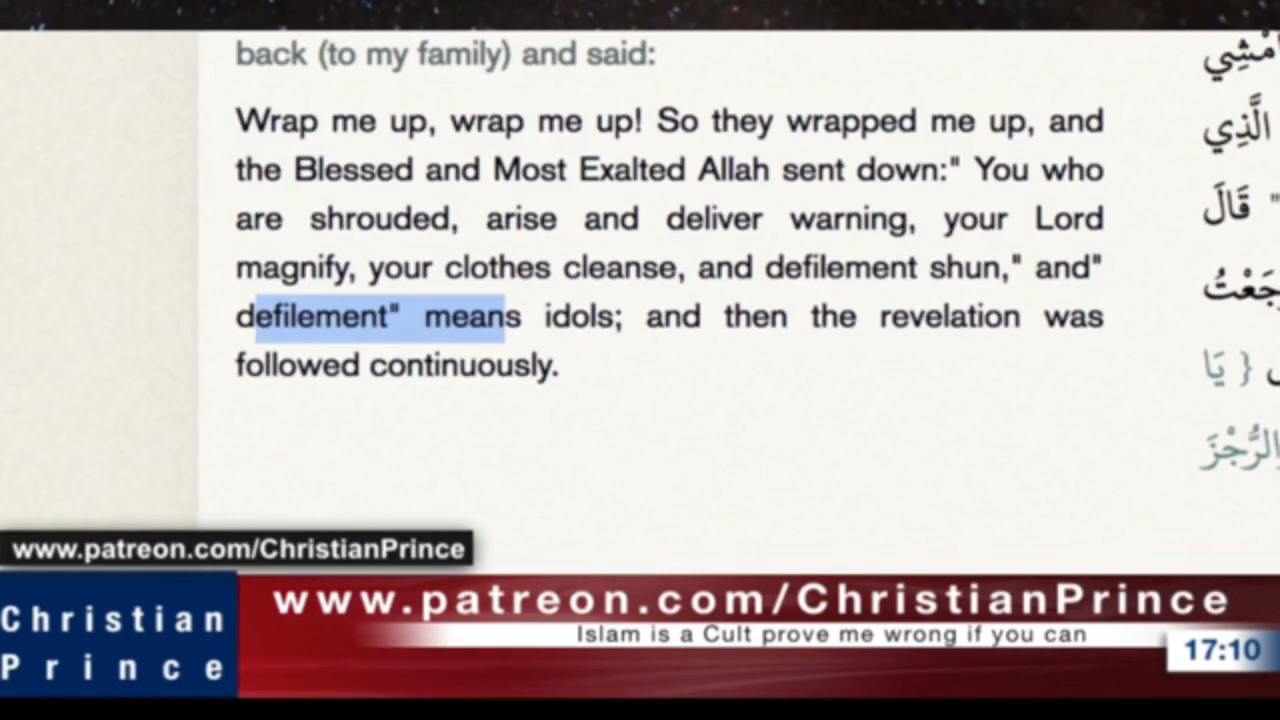 back (to my family) and said:
Wrap me up, wrap me up! So they wrapped me up, and
the Blessed and Most Exalted Allah sent down:" You who
are shrouded, arise and deliver warning, your Lord
magnify, your clothes cleanse, and defilement shun," and"
defilement" means idols; and then the revelation was
followed continuously.
الَّذِي
" قَالَ
{ يَا
www.patreon.com/ChristianPrince
Christian
Prince
www.patreon.com/ChristianPrince
Islam is a Cult prove me wrong if you can
17:10